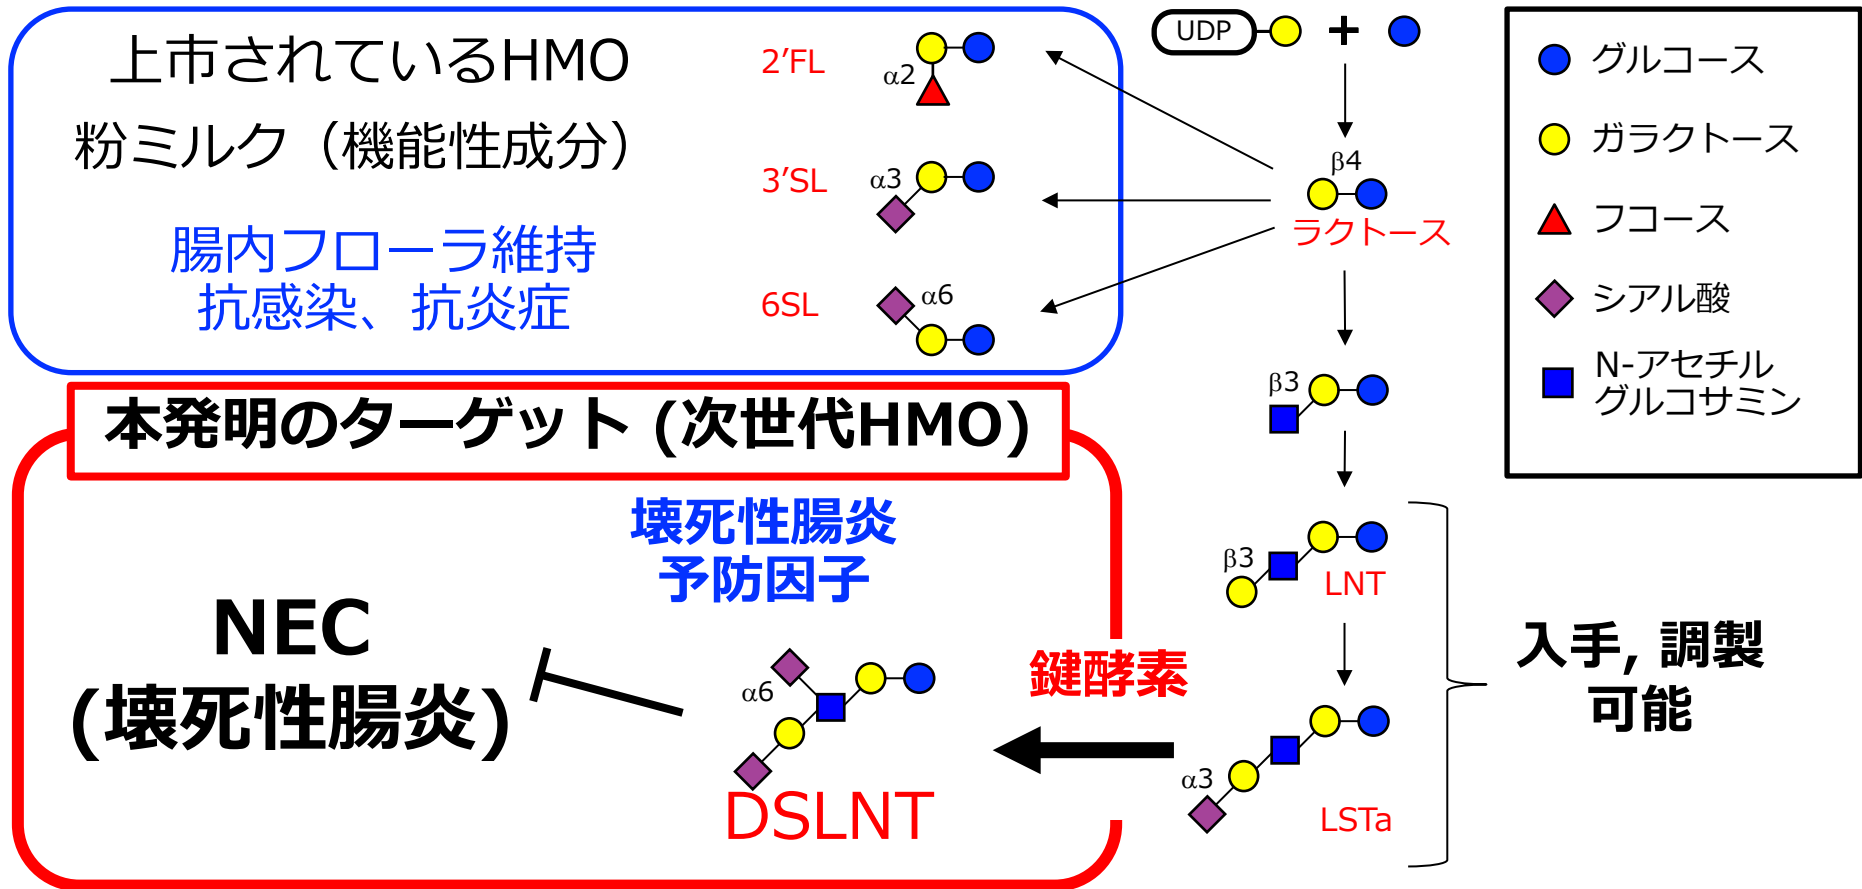 上市されているHMO
粉ミルク（機能性成分）
腸内フローラ維持
抗感染、抗炎症
2’FL
α2
3’SL
α3
6SL
α6
UDP
+
β4
ラクトース
β3
β3
LNT
α3
LSTa
グルコース
ガラクトース
フコース
シアル酸
N-アセチル
グルコサミン
入手, 調製
可能
本発明のターゲット (次世代HMO)
壊死性腸炎
予防因子
NEC
(壊死性腸炎)
α6
DSLNT
鍵酵素